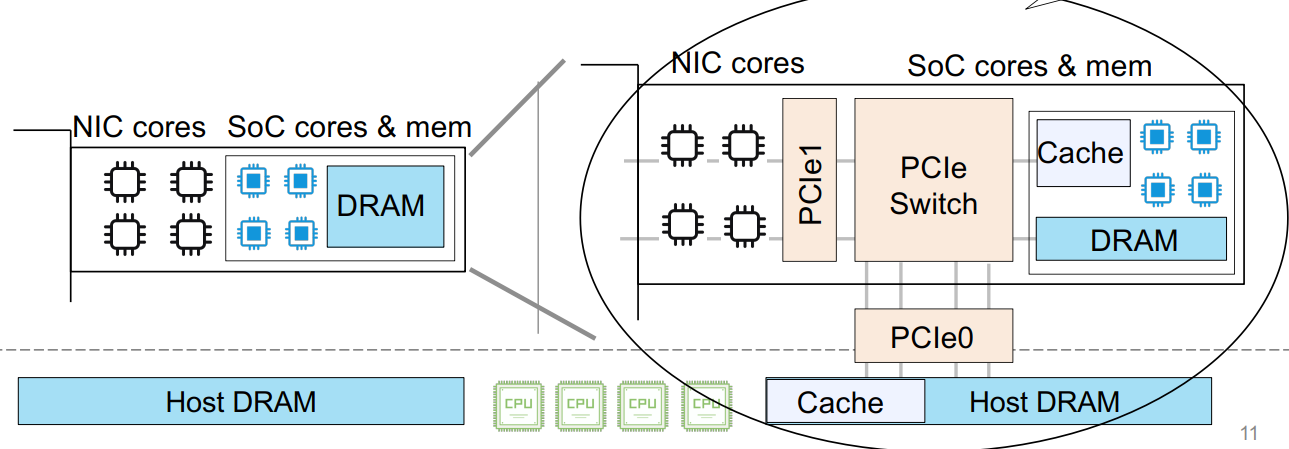 NIC cores
SoC cores & mem
DRAM
Host DRAM
CPU
CPU
CPU
CPU
NIC cores
SoC cores & mem
PCIe1
PCIe
Switch
Cache
DRAM
PCIe0
Cache
Host DRAM
11